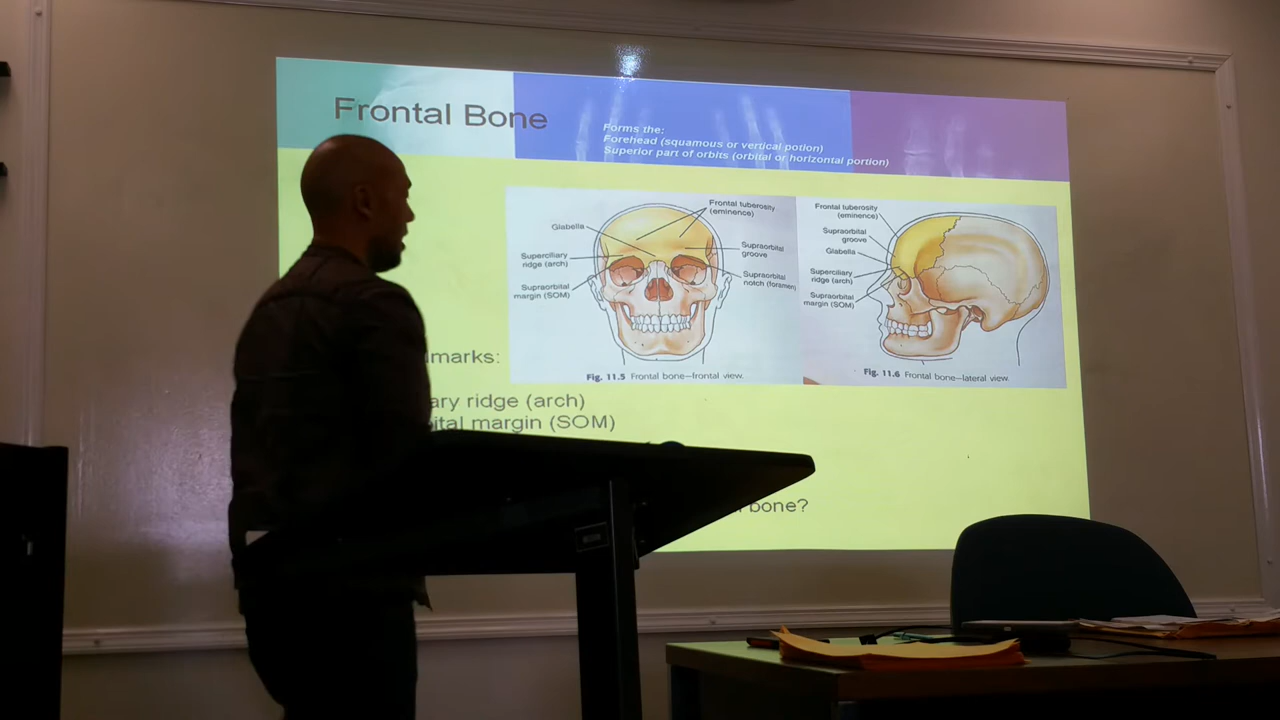 Frontal Bone
Forms the:
Forehead (squamous or vertical potion)
Superior part of orbits (orbital or horizontal portion)
Frontal tuberosity
(eminence)
Glabella
Superciliary
ridge (arch)
Supraorbital
groove
Supraorbital
margin (SOM)
Supraorbital
notch (foramen)
Fig. 11.5 Frontal bone—frontal view.
Frontal tuberosity
(eminence)
Supraorbital
groove
Glabella
Superciliary
ridge (arch)
Supraorbital
margin (SOM)
Fig. 11.6 Frontal bone—lateral view.
dmarks:
ary ridge (arch)
bital margin (SOM)
bone?